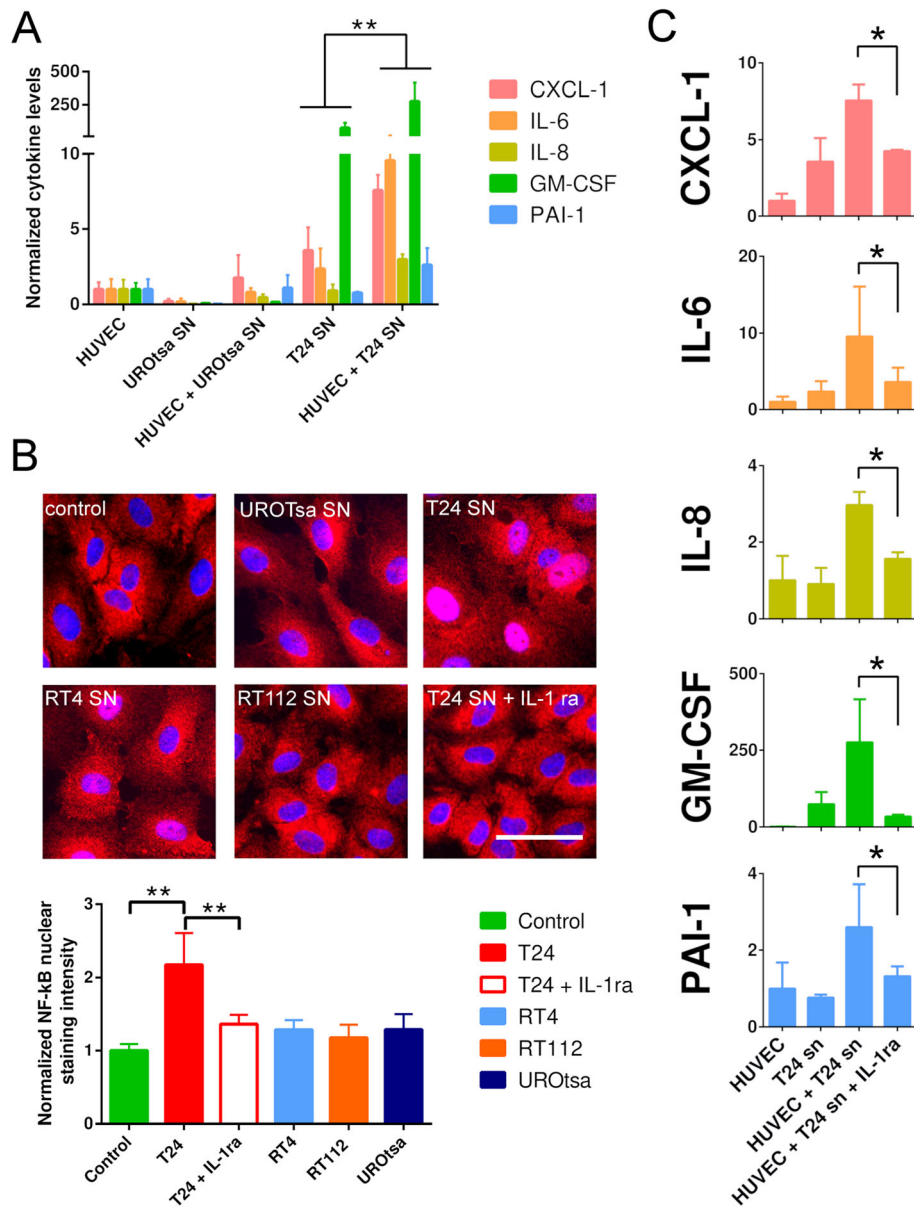 A
**
Normalized cytokine levels
500
250
10
5
0
HUVEC
UROtsa SN
HUVEC + UROtsa SN
T24 SN
HUVEC + T24 SN
CXCL-1
IL-6
IL-8
GM-CSF
PAI-1
B
control
UROTsa SN
T24 SN
RT4 SN
RT112 SN
T24 SN + IL-1 ra
**
**
Normalized NF-kB nuclear
staining intensity
3
2
1
0
Control
T24
T24 + IL-1ra
RT4
RT112
UROtsa
Control
T24
T24 + IL-1ra
RT4
RT112
UROtsa
C
CXCL-1
10
5
0
*
IL-6
20
10
0
*
IL-8
4
2
0
*
GM-CSF
500
250
0
*
PAI-1
4
2
0
*
HUVEC
T24 sn
HUVEC + T24 sn
HUVEC + T24 sn + IL-1ra